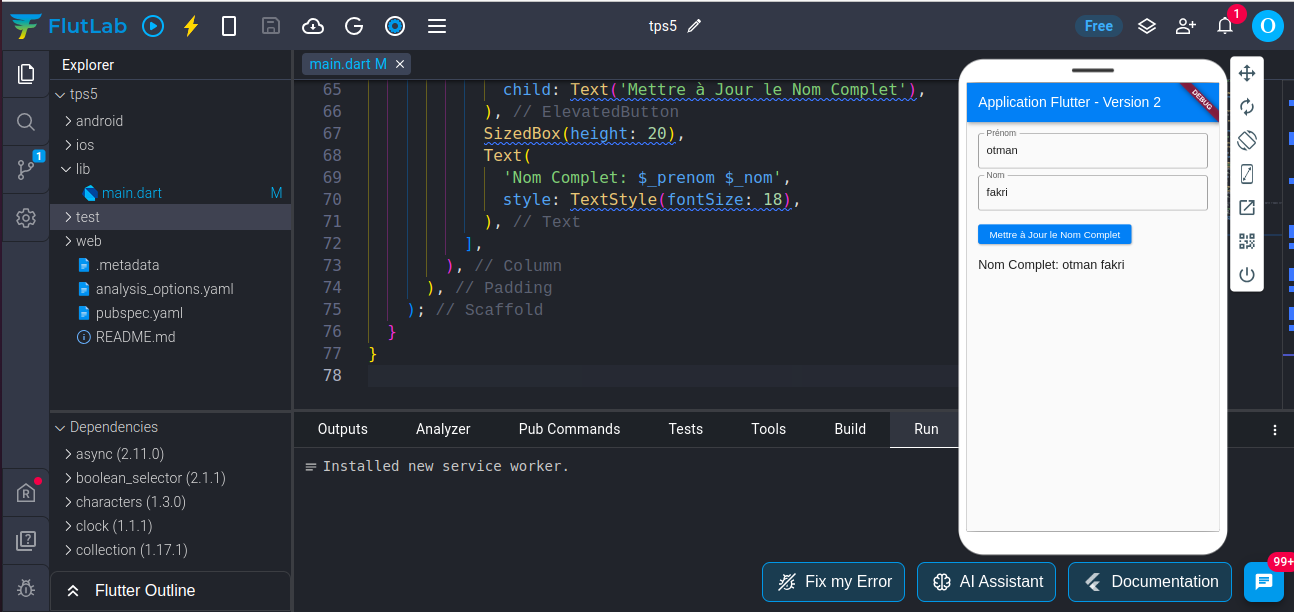 FlutLab
tps5
Free
1
O
Explorer
tps5
android
ios
lib
main.dart M
test
web
.metadata
analysis_options.yaml
pubspec.yaml
README.md
1
Dependencies
async (2.11.0)
boolean_selector (2.1.1)
characters (1.3.0)
clock (1.1.1)
collection (1.17.1)
Flutter Outline
main.dart M ×
65 child: Text('Mettre à Jour le Nom Complet'),
66 ), // ElevatedButton
67 SizedBox(height: 20),
68 Text(
69 'Nom Complet: $_prenom $_nom',
70 style: TextStyle(fontSize: 18),
71 ), // Text
72 ],
73 ), // Column
74 ), // Padding
75 ); // Scaffold
76 }
77 }
78
Outputs Analyzer Pub Commands Tests Tools Build Run
Installed new service worker.
Application Flutter - Version 2
DEBUG
Prénom
otman
Nom
fakri
Mettre à Jour le Nom Complet
Nom Complet: otman fakri
Fix my Error
AI Assistant
Documentation
99+